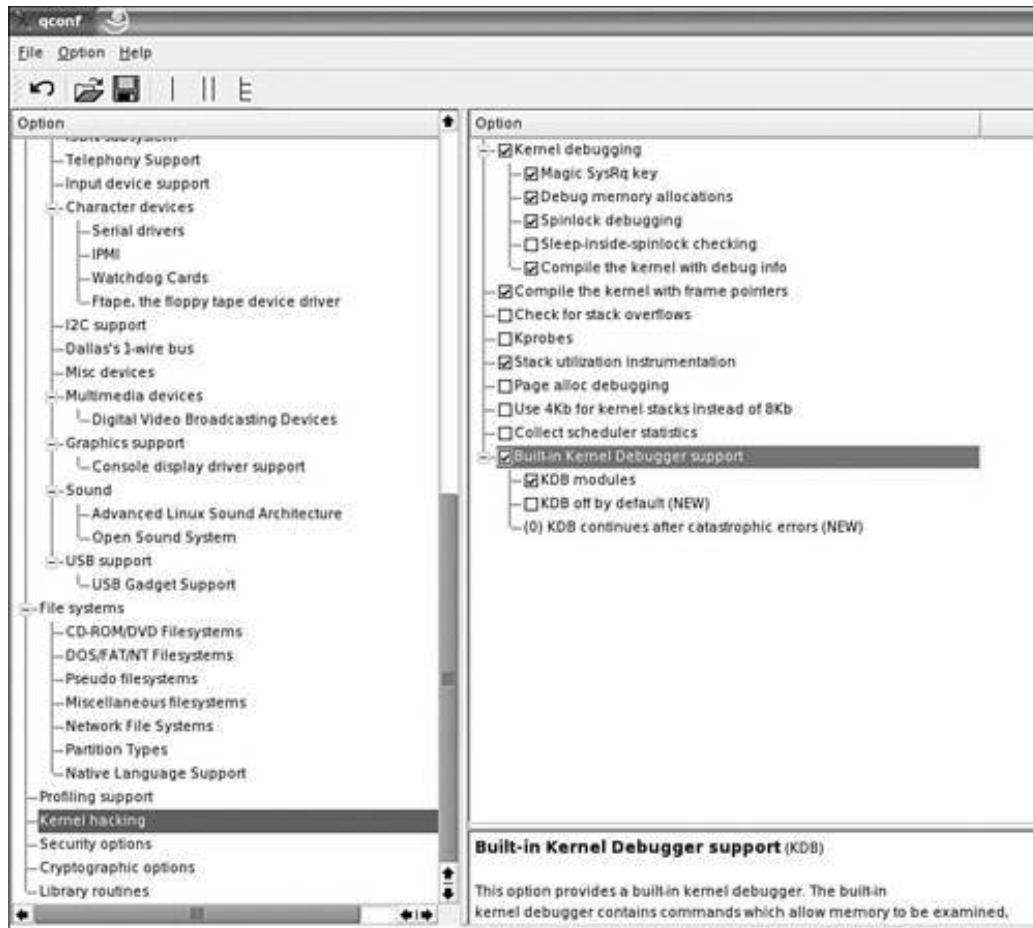 qconf
File Option Help
Option
ISDN subsystem
Telephony Support
Input device support
Character devices
Serial drivers
IPMI
Watchdog Cards
Ftape, the floppy tape device driver
I2C support
Dallas's 1-wire bus
Misc devices
Multimedia devices
Digital Video Broadcasting Devices
Graphics support
Console display driver support
Sound
Advanced Linux Sound Architecture
Open Sound System
USB support
USB Gadget Support
File systems
CD-ROM/DVD Filesystems
DOS/FAT/NT Filesystems
Pseudo filesystems
Miscellaneous filesystems
Network File Systems
Partition Types
Native Language Support
Profiling support
Kernel hacking
Security options
Cryptographic options
Library routines
Option
Kernel debugging
Magic SysRq key
Debug memory allocations
Spinlock debugging
Sleep-inside-spinlock checking
Compile the kernel with debug info
Compile the kernel with frame pointers
Check for stack overflows
Kprobes
Stack utilization instrumentation
Page alloc debugging
Use 4Kb for kernel stacks instead of 8Kb
Collect scheduler statistics
Built-in Kernel Debugger support
KDB modules
KDB off by default (NEW)
(0) KDB continues after catastrophic errors (NEW)
Built-in Kernel Debugger support (KDB)
This option provides a built-in kernel debugger. The built-in
kernel debugger contains commands which allow memory to be examined,